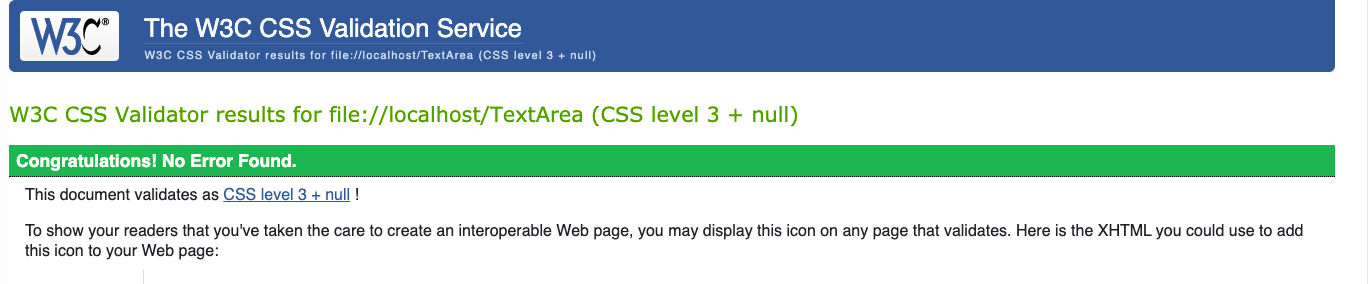 W3C®
The W3C CSS Validation Service
W3C CSS Validator results for file://localhost/TextArea (CSS level 3 + null)
W3C CSS Validator results for file://localhost/TextArea (CSS level 3 + null)
Congratulations! No Error Found.
This document validates as CSS level 3 + null !
To show your readers that you've taken the care to create an interoperable Web page, you may display this icon on any page that validates. Here is the XHTML you could use to add
this icon to your Web page: